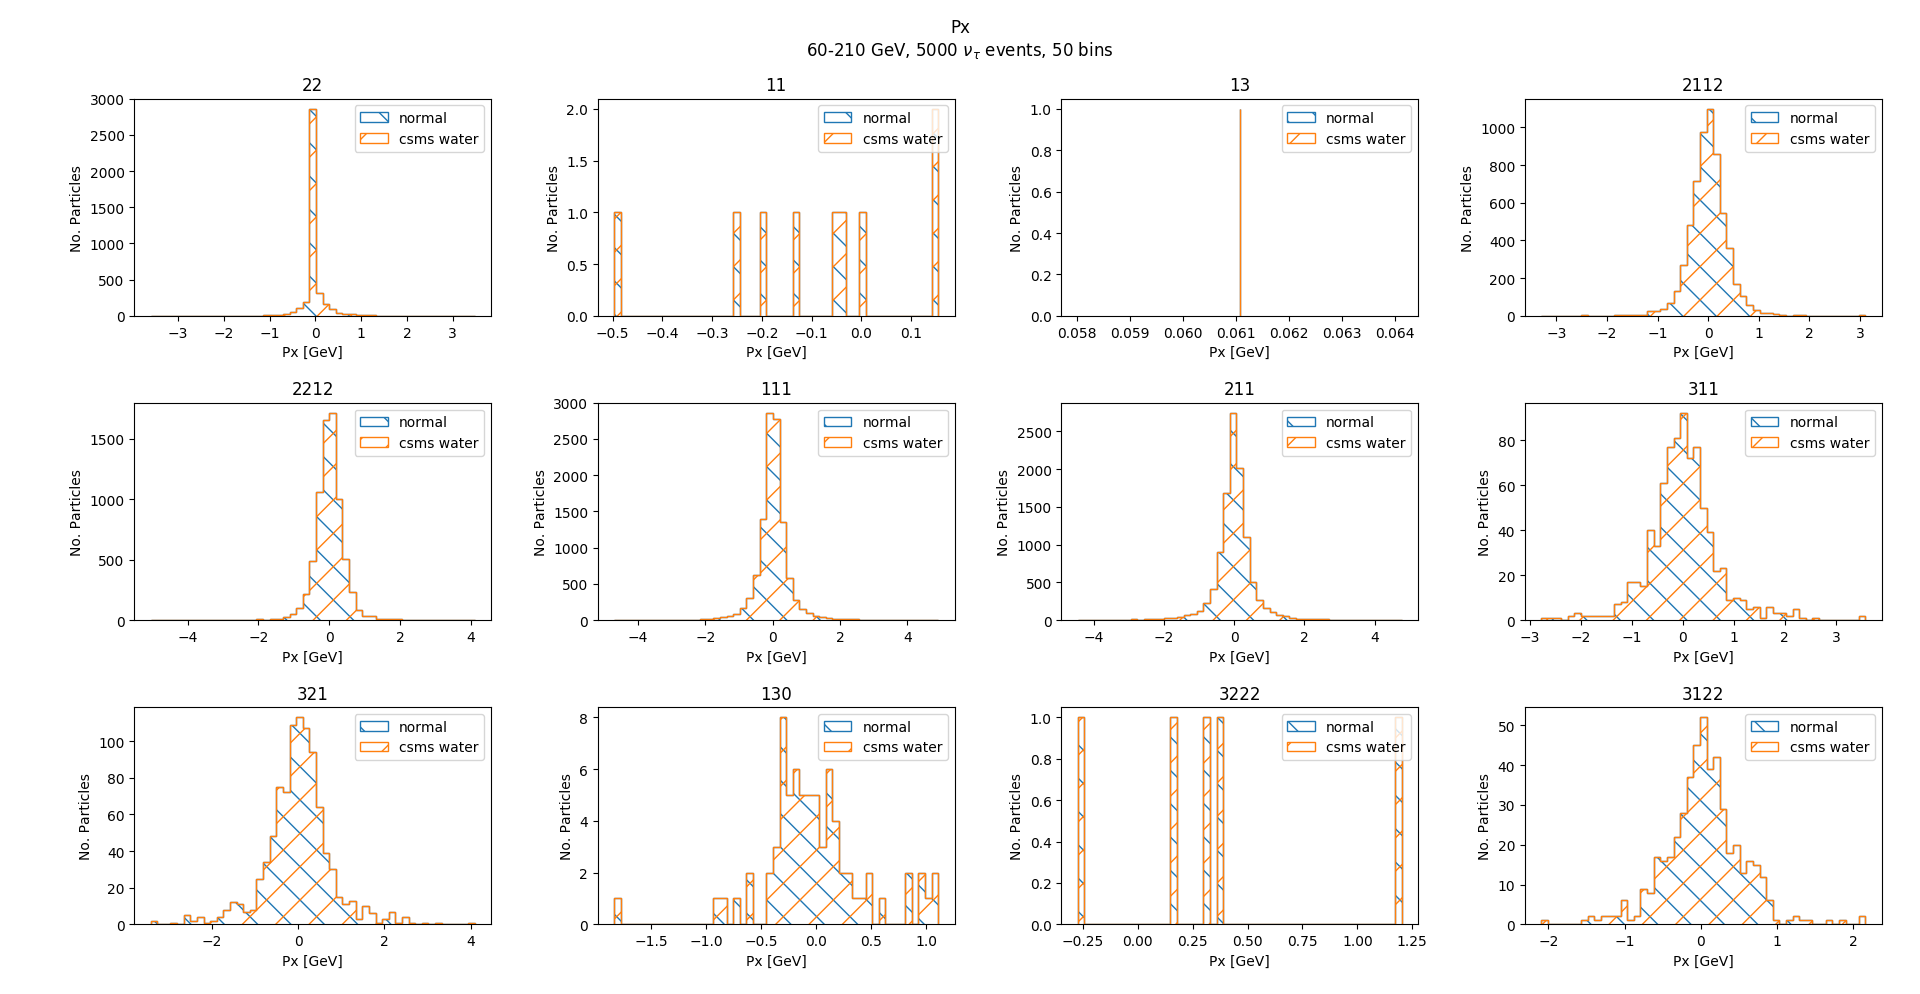 Px
60-210 GeV, 5000 ντ events, 50 bins
22
3000
2500
2000
1500
1000
500
0
No. Particles
normal
csms water
−3 −2 −1 0 1 2 3
Px [GeV]
11
2.0
1.5
1.0
0.5
0.0
No. Particles
normal
csms water
−0.5 −0.4 −0.3 −0.2 −0.1 0.0 0.1
Px [GeV]
13
1.0
0.8
0.6
0.4
0.2
0.0
No. Particles
normal
csms water
0.058 0.059 0.060 0.061 0.062 0.063 0.064
Px [GeV]
2112
1000
800
600
400
200
0
No. Particles
normal
csms water
−3 −2 −1 0 1 2 3
Px [GeV]
2212
1500
1000
500
0
No. Particles
normal
csms water
−4 −2 0 2 4
Px [GeV]
111
3000
2500
2000
1500
1000
500
0
No. Particles
normal
csms water
−4 −2 0 2 4
Px [GeV]
211
2500
2000
1500
1000
500
0
No. Particles
normal
csms water
−4 −2 0 2 4
Px [GeV]
311
80
60
40
20
0
No. Particles
normal
csms water
−3 −2 −1 0 1 2 3
Px [GeV]
321
100
80
60
40
20
0
No. Particles
normal
csms water
−2 0 2 4
Px [GeV]
130
8
6
4
2
0
No. Particles
normal
csms water
−1.5 −1.0 −0.5 0.0 0.5 1.0
Px [GeV]
3222
1.0
0.8
0.6
0.4
0.2
0.0
No. Particles
normal
csms water
−0.25 0.00 0.25 0.50 0.75 1.00 1.25
Px [GeV]
3122
50
40
30
20
10
0
No. Particles
normal
csms water
−2 −1 0 1 2
Px [GeV]